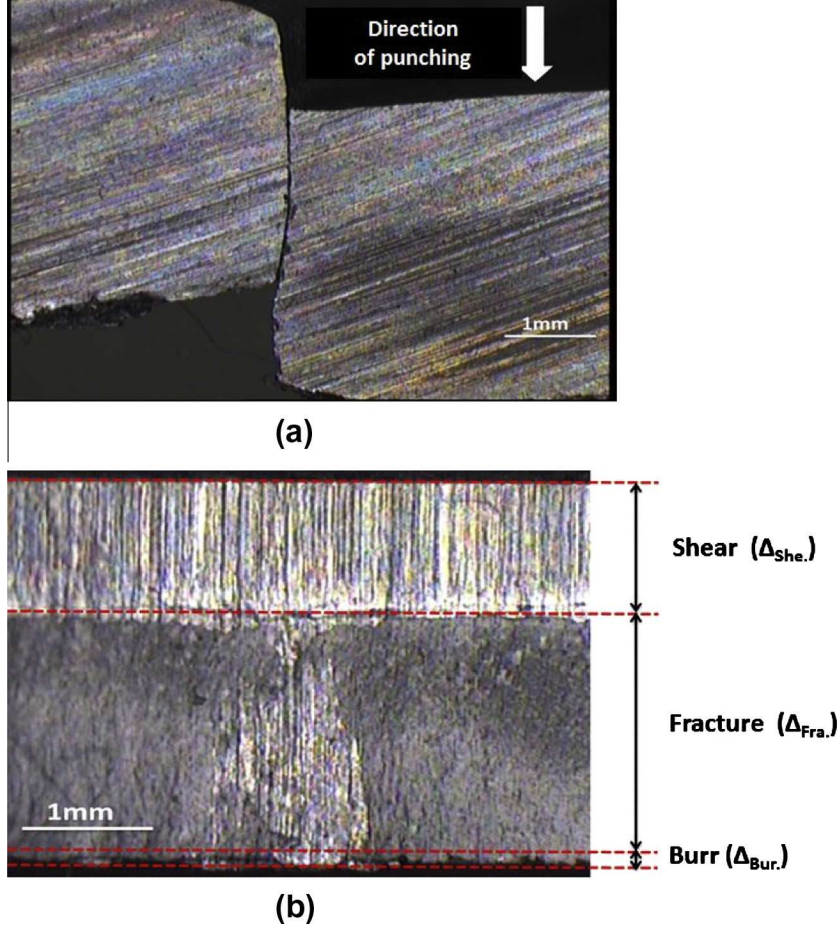 Direction
of punching
1mm
(a)
Shear (ΔShe.)
Fracture (ΔFra.)
1mm
Burr (ΔBur.)
(b)